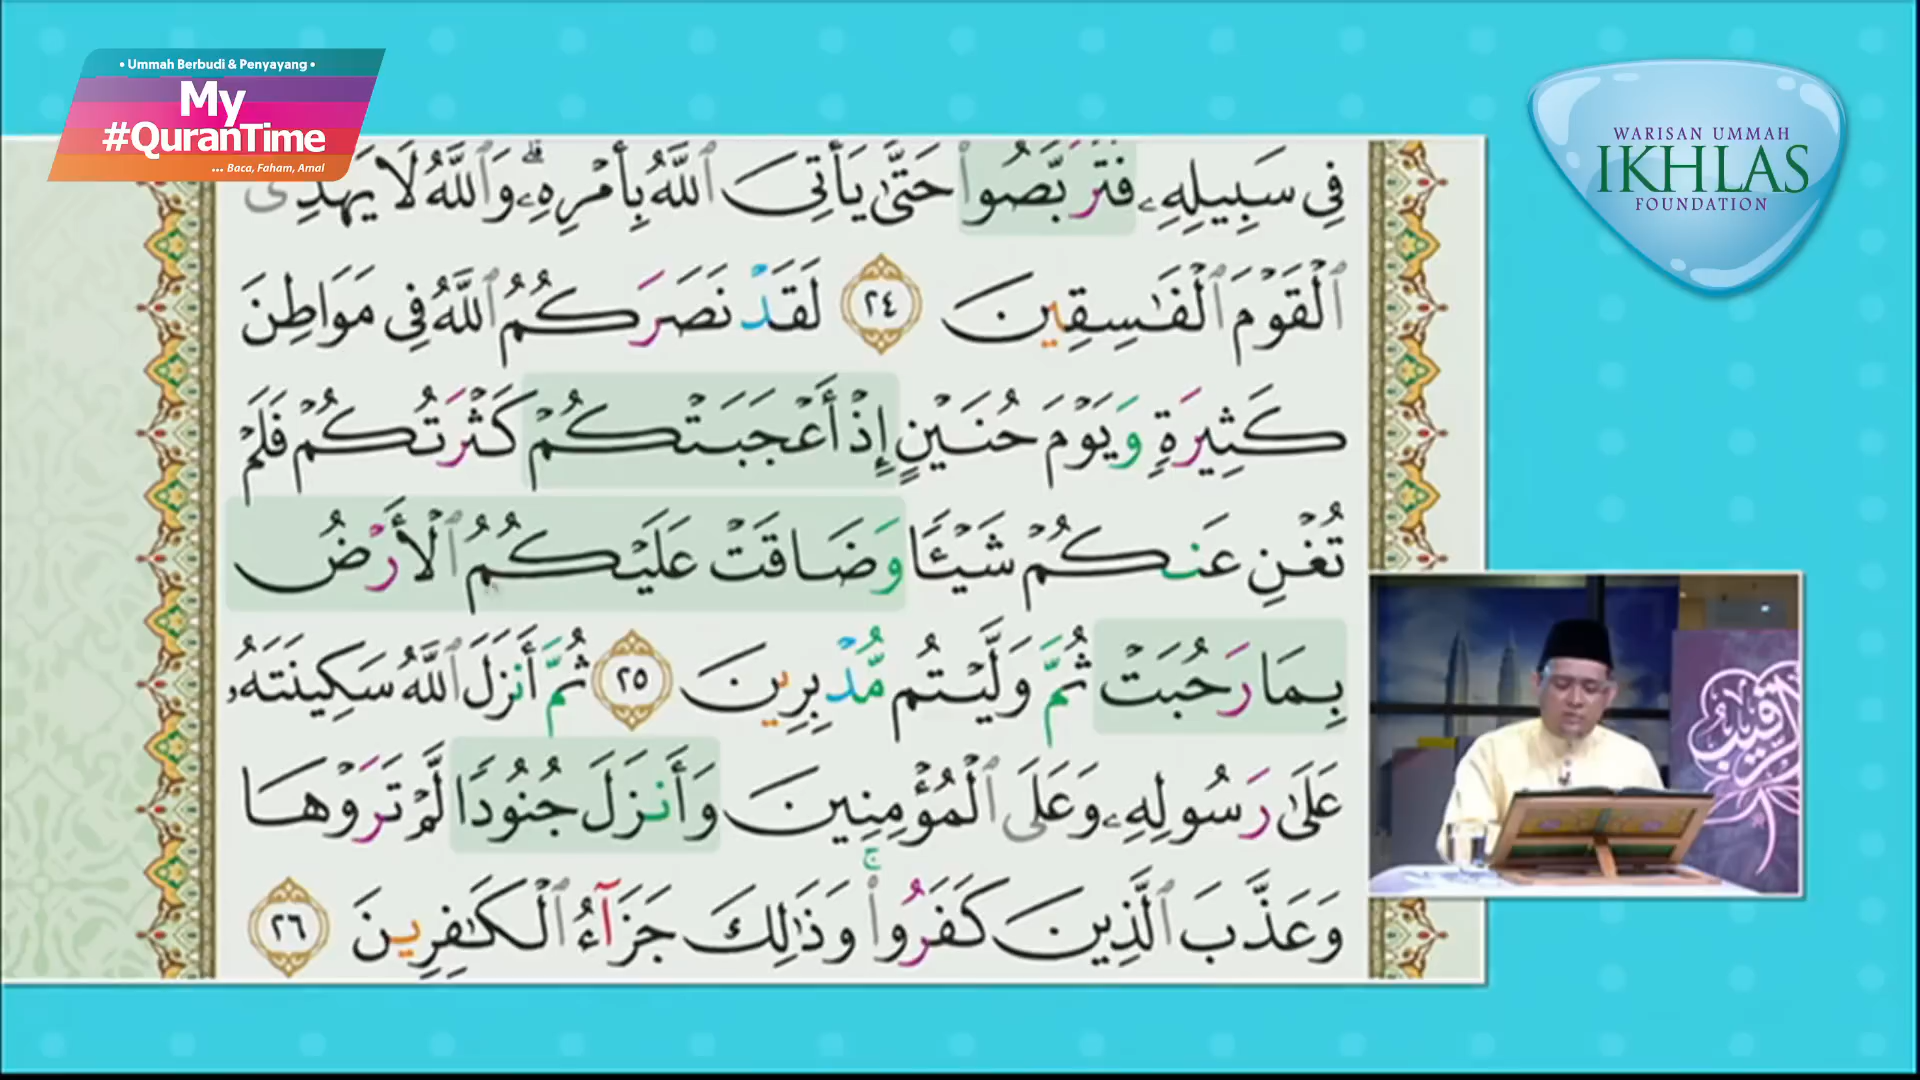 • Ummah Berbudi & Penyayang •
My
#QuranTime
... Baca, Faham, Amal
WARISAN UMMAH
IKHLAS
FOUNDATION
فِي سَبِيلِهِۦ فَتَرَبَّصُوا۟ حَتَّىٰ يَأْتِىَ ٱللَّهُ بِأَمْرِهِۦ ۗ وَٱللَّهُ لَا يَهْدِى
ٱلْقَوْمَ ٱلْفَٰسِقِينَ ٢٤ لَقَدْ نَصَرَكُمُ ٱللَّهُ فِى مَوَاطِنَ
كَثِيرَةٍ وَيَوْمَ حُنَيْنٍ إِذْ أَعْجَبَتْكُمْ كَثْرَتُكُمْ فَلَمْ
تُغْنِ عَنكُمْ شَيْـًٔا وَضَاقَتْ عَلَيْكُمُ ٱلْأَرْضُ
بِمَا رَحُبَتْ ثُمَّ وَلَّيْتُم مُّدْبِرِينَ ٢٥ ثُمَّ أَنزَلَ ٱللَّهُ سَكِينَتَهُۥ
عَلَىٰ رَسُولِهِۦ وَعَلَى ٱلْمُؤْمِنِينَ وَأَنزَلَ جُنُودًا لَّمْ تَرَوْهَا
وَعَذَّبَ ٱلَّذِينَ كَفَرُوا۟ ۚ وَذَٰلِكَ جَزَآءُ ٱلْكَٰفِرِينَ ٢٦